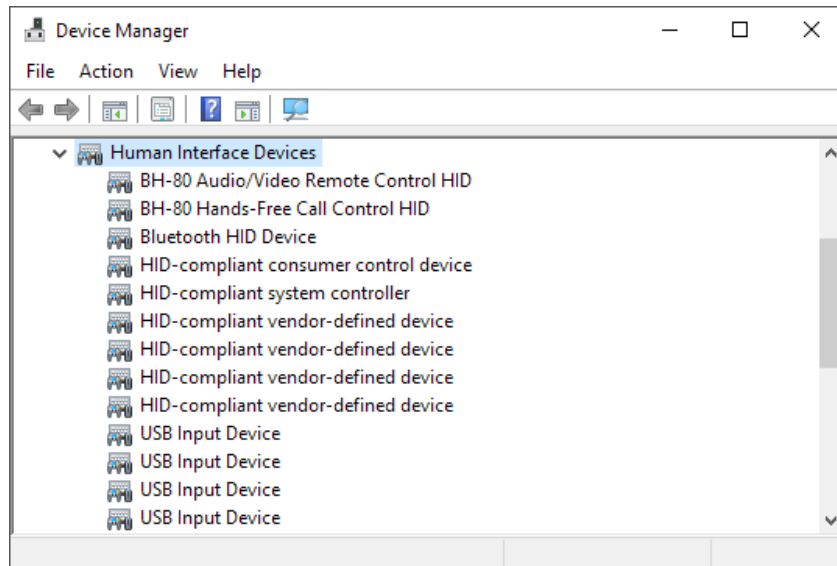 Device Manager
File Action View Help
Human Interface Devices
BH-80 Audio/Video Remote Control HID
BH-80 Hands-Free Call Control HID
Bluetooth HID Device
HID-compliant consumer control device
HID-compliant system controller
HID-compliant vendor-defined device
HID-compliant vendor-defined device
HID-compliant vendor-defined device
HID-compliant vendor-defined device
USB Input Device
USB Input Device
USB Input Device
USB Input Device